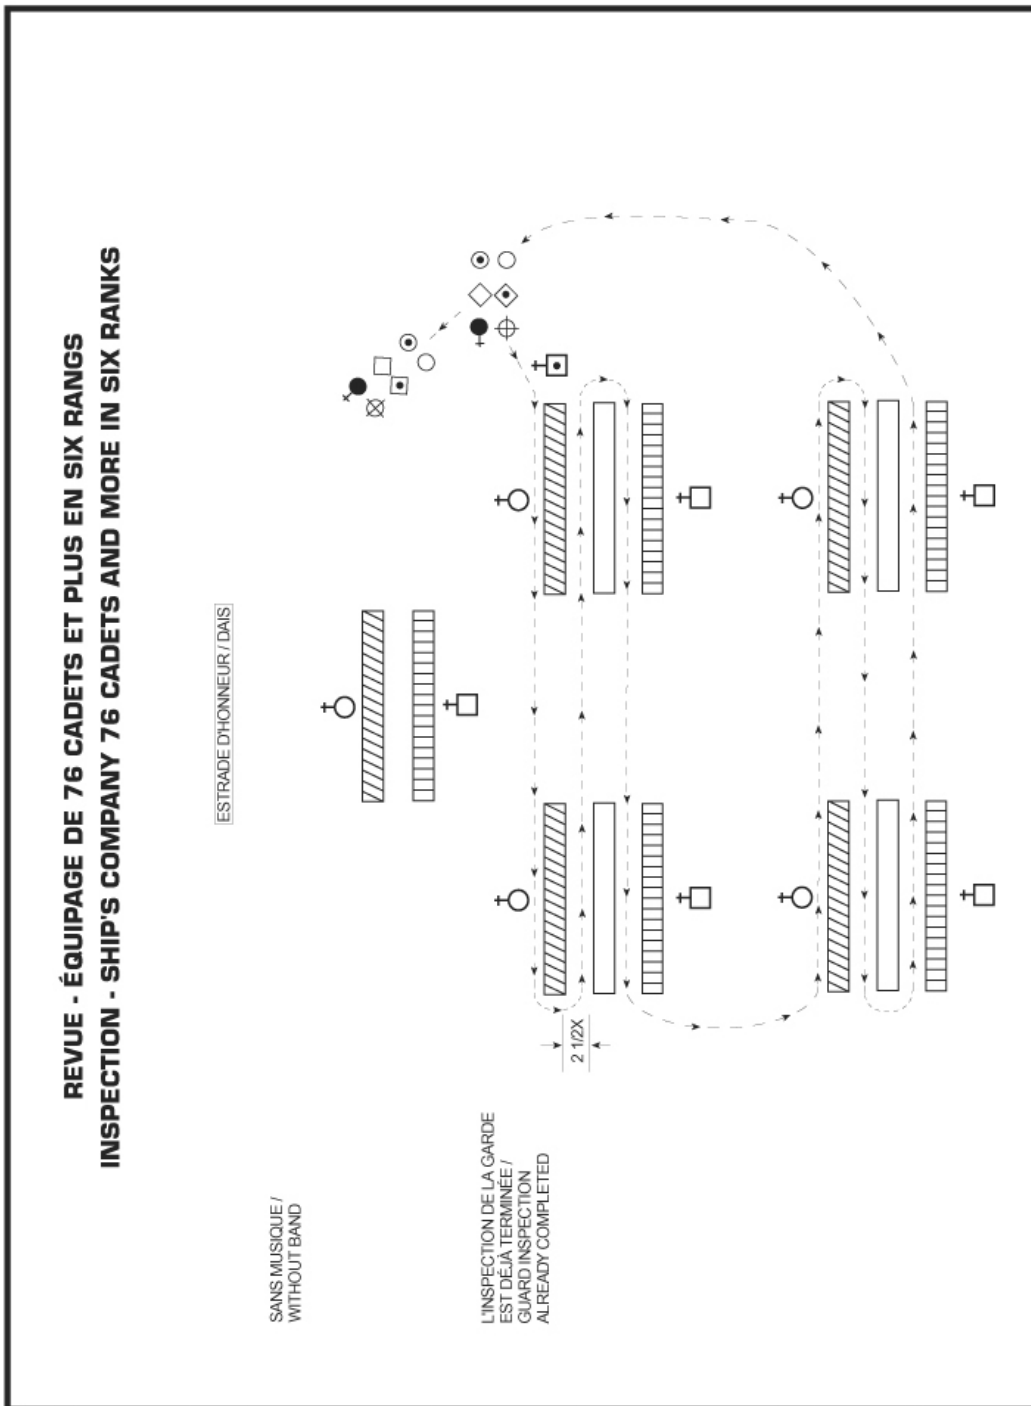 REVUE - ÉQUIPAGE DE 76 CADETS ET PLUS EN SIX RANGS
INSPECTION - SHIP'S COMPANY 76 CADETS AND MORE IN SIX RANKS
ESTRADE D'HONNEUR / DAIS
SANS MUSIQUE /
WITHOUT BAND
L'INSPECTION DE LA GARDE
EST DÉJÀ TERMINÉE /
GUARD INSPECTION
ALREADY COMPLETED
2 1/2X